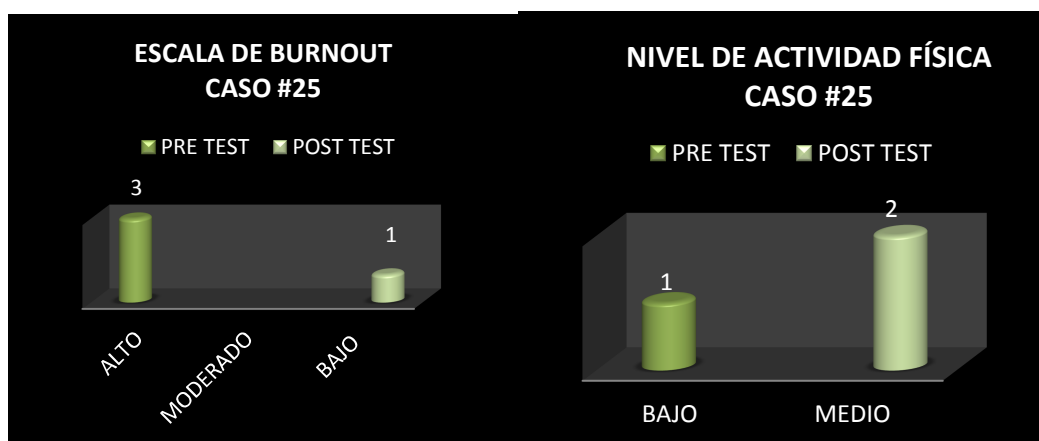 ESCALA DE BURNOUT
CASO #25
PRE TEST POST TEST
3
1
ALTO
MODERADO
BAJO
NIVEL DE ACTIVIDAD FÍSICA
CASO #25
PRE TEST POST TEST
1
2
BAJO MEDIO